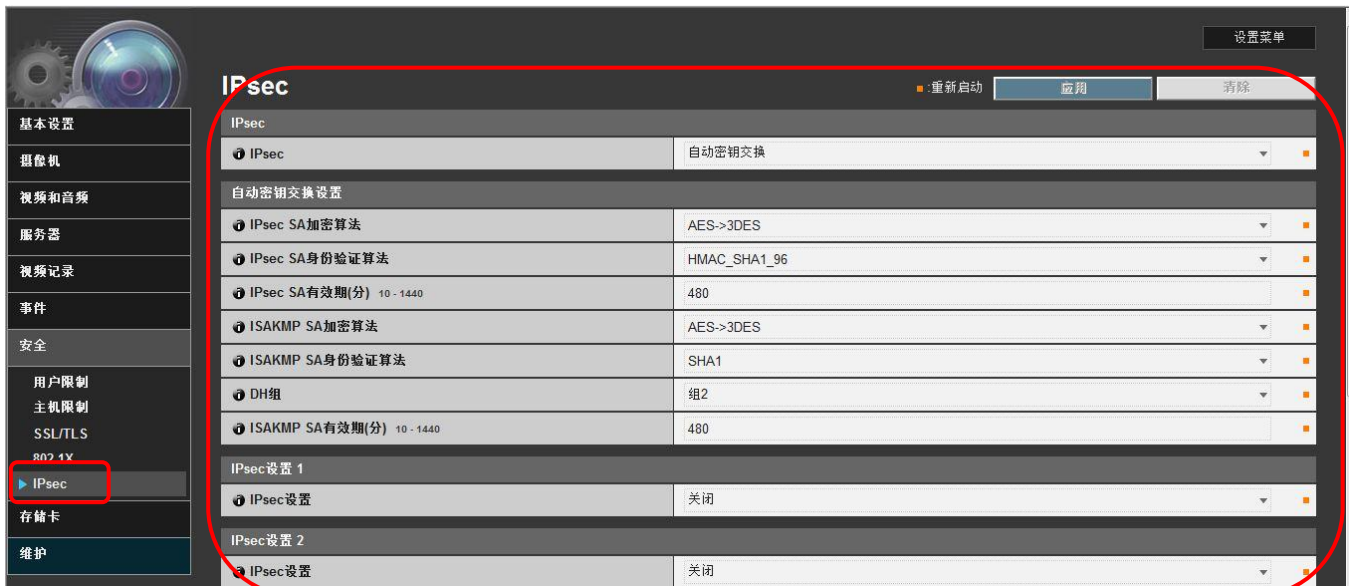 设置菜单
IPsec
:重新启动 应用 清除
基本设置
摄像机
视频和音频
服务器
视频记录
事件
安全
用户限制
主机限制
SSL/TLS
802.1X
IPsec
存储卡
维护
IPsec
IPsec 自动密钥交换
自动密钥交换设置
IPsec SA加密算法 AES->3DES
IPsec SA身份验证算法 HMAC_SHA1_96
IPsec SA有效期(分) 10 - 1440 480
ISAKMP SA加密算法 AES->3DES
ISAKMP SA身份验证算法 SHA1
DH组 组2
ISAKMP SA有效期(分) 10 - 1440 480
IPsec设置 1
IPsec设置 关闭
IPsec设置 2
IPsec设置 关闭